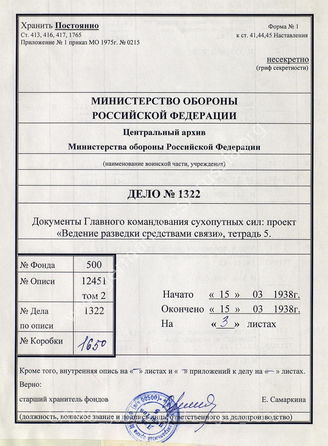 Хранить Постоянно
Форма № 1
Ст. 413, 416, 417, 1765
к ст. 41,44,45 Наставления
Приложение № 1 приказ МО 1975г. № 0215
несекретно
(гриф секретности)
МИНИСТЕРСТВО ОБОРОНЫ
РОССИЙСКОЙ ФЕДЕРАЦИИ
Центральный архив
Министерства обороны Российской Федерации
(наименование воинской части, учреждения)
ДЕЛО № 1322
Документы Главного командования сухопутных сил: проект
«Ведение разведки средствами связи», тетрадь 5.
№ Фонда 500
№ Описи 12451
том 2
№ Дела 1322
по описи
№ Коробки 1650
Начато « 15 » 03 1938г.
Окончено « 15 » 03 1938г.
На « 3 » листах
Кроме того, внутренняя опись на «–» листах и «–» приложений к делу на «–» листах.
Верно:
старший хранитель фондов
Е. Самаркина
(должность, воинское звание и подпись лица, ответственного за делопроизводство)